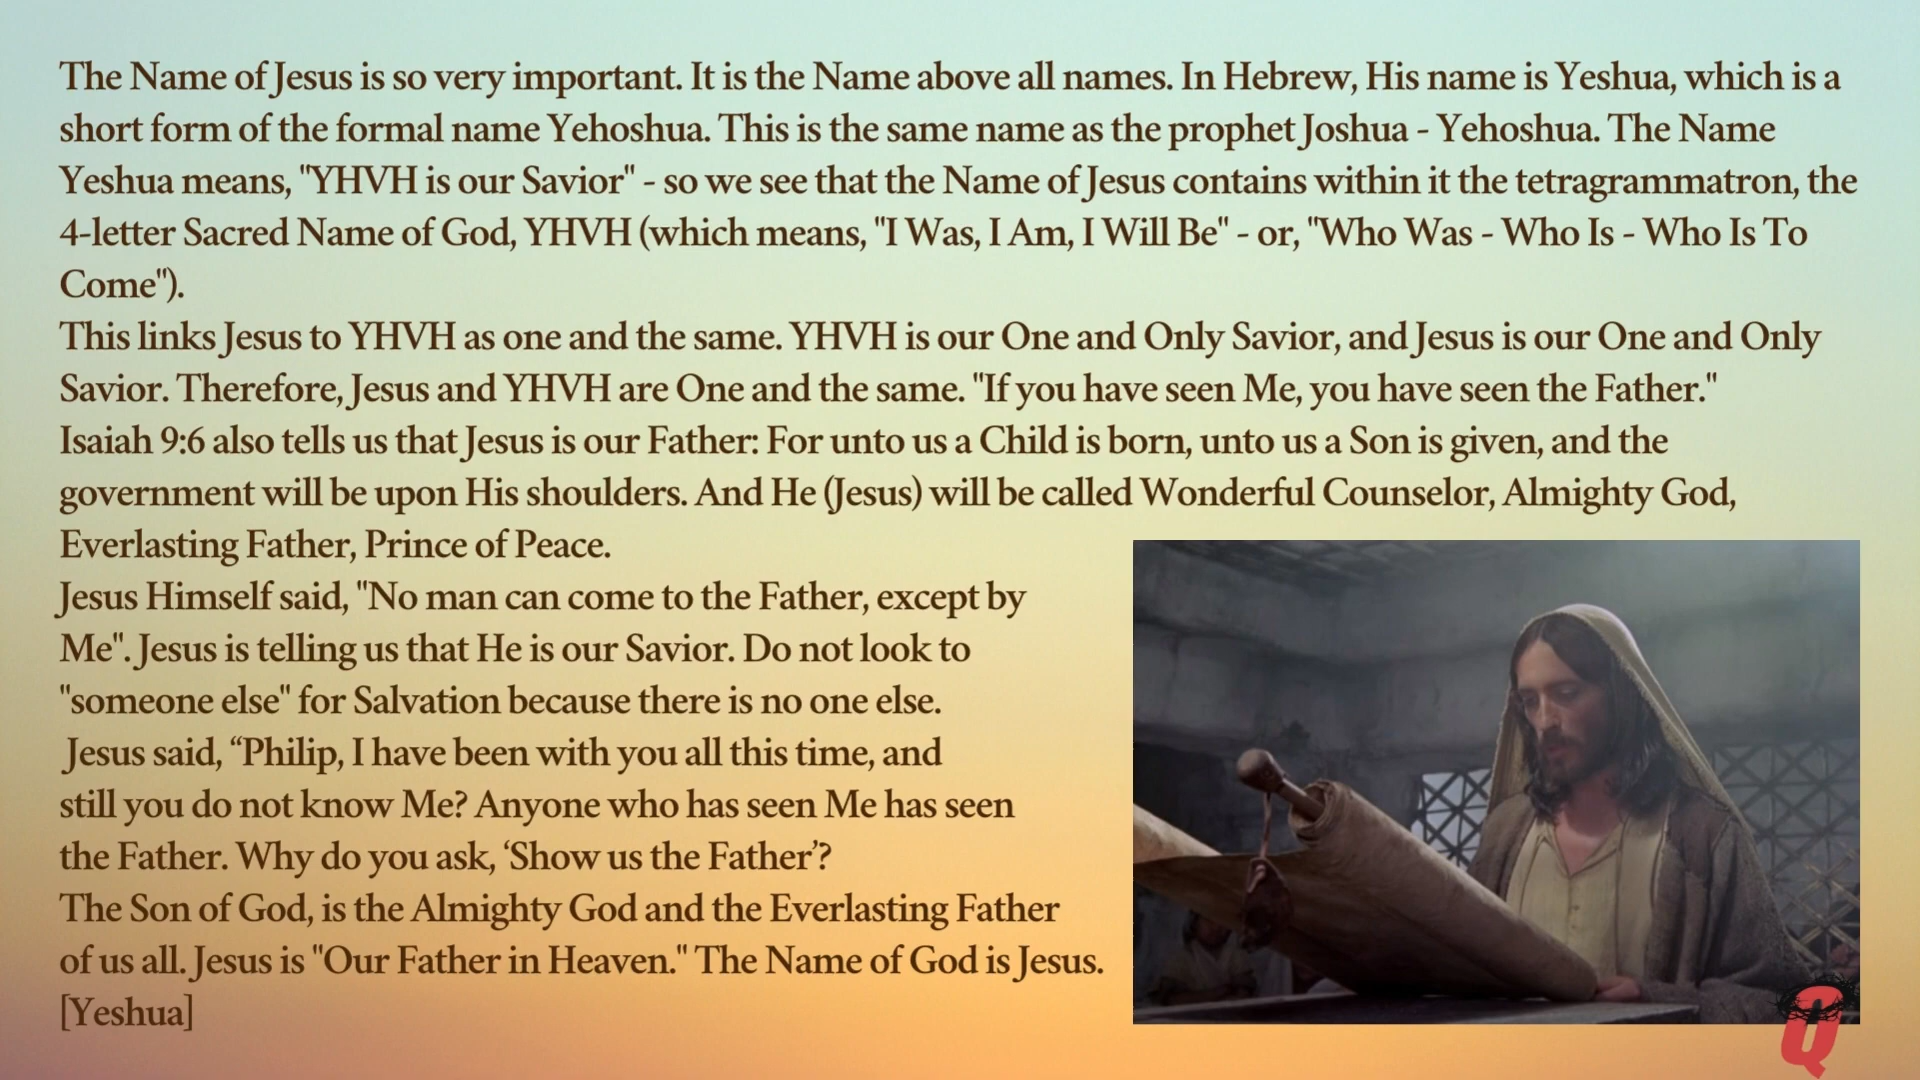 The Name of Jesus is so very important. It is the Name above all names. In Hebrew, His name is Yeshua, which is a
short form of the formal name Yehoshua. This is the same name as the prophet Joshua - Yehoshua. The Name
Yeshua means, "YHVH is our Savior" - so we see that the Name of Jesus contains within it the tetragrammatron, the
4-letter Sacred Name of God, YHVH (which means, "I Was, I Am, I Will Be" - or, "Who Was - Who Is - Who Is To
Come").
This links Jesus to YHVH as one and the same. YHVH is our One and Only Savior, and Jesus is our One and Only
Savior. Therefore, Jesus and YHVH are One and the same. "If you have seen Me, you have seen the Father."
Isaiah 9:6 also tells us that Jesus is our Father: For unto us a Child is born, unto us a Son is given, and the
government will be upon His shoulders. And He (Jesus) will be called Wonderful Counselor, Almighty God,
Everlasting Father, Prince of Peace.
Jesus Himself said, "No man can come to the Father, except by
Me". Jesus is telling us that He is our Savior. Do not look to
"someone else" for Salvation because there is no one else.
Jesus said, “Philip, I have been with you all this time, and
still you do not know Me? Anyone who has seen Me has seen
the Father. Why do you ask, ‘Show us the Father’?
The Son of God, is the Almighty God and the Everlasting Father
of us all. Jesus is "Our Father in Heaven." The Name of God is Jesus.
[Yeshua]
Q